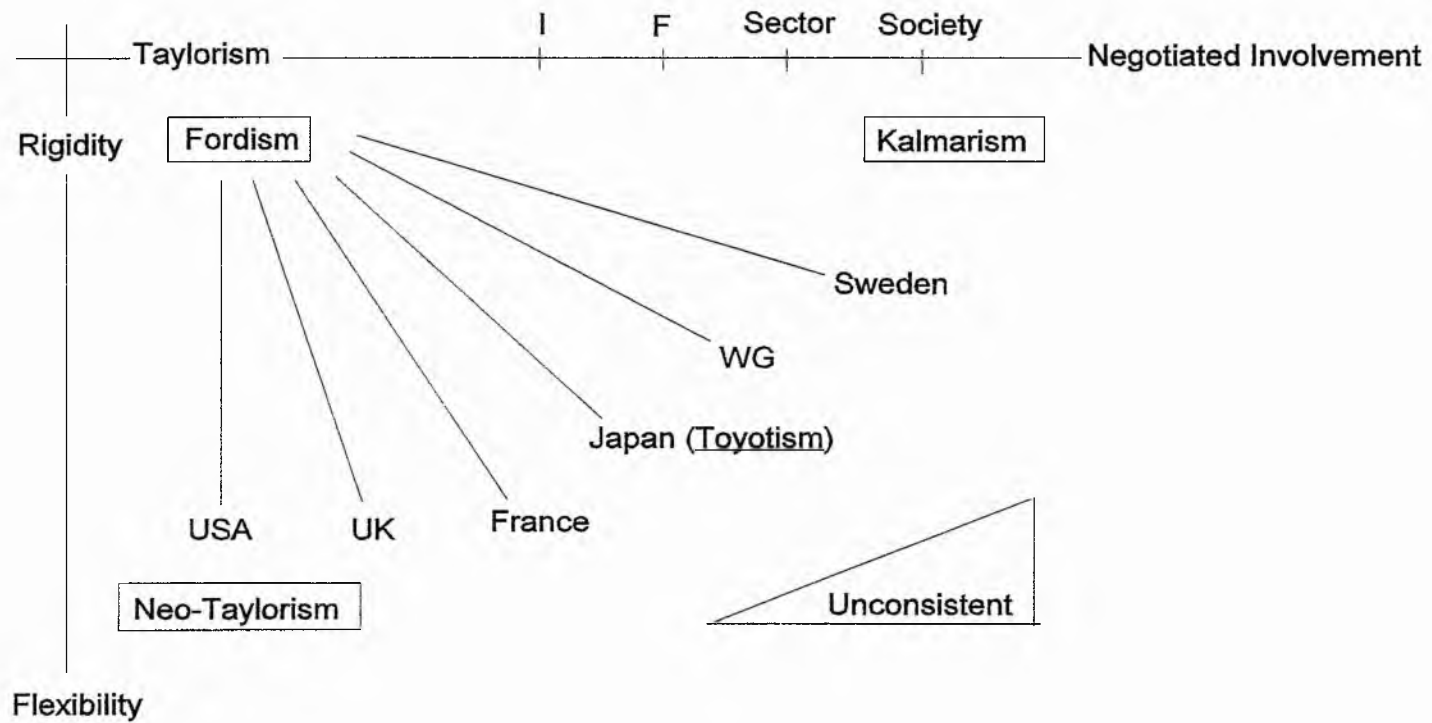 I F Sector Society
Taylorism Negotiated Involvement
Rigidity Fordism Kalmarism
Sweden
WG
Japan (Toyotism)
USA UK France
Neo-Taylorism Unconsistent
Flexibility